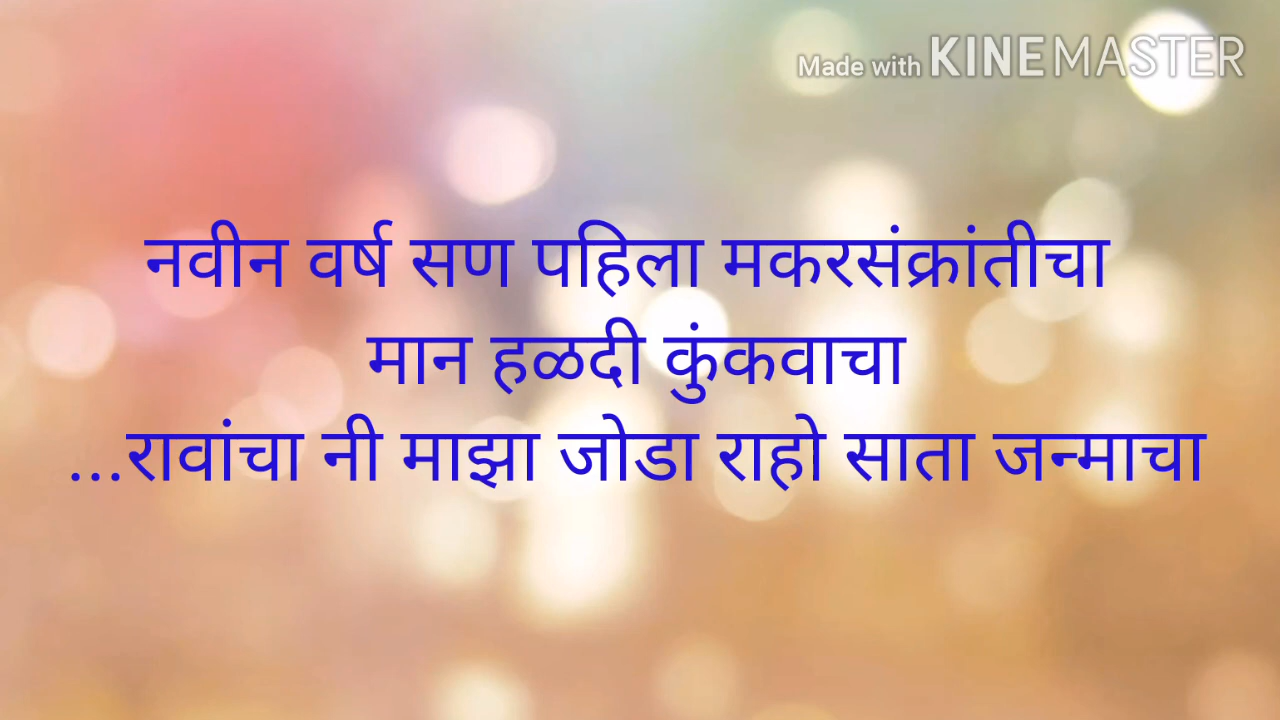 Made with KINEMASTER
नवीन वर्ष सण पहिला मकरसंक्रांतीचा
मान हळदी कुंकवाचा
...रावांचा नी माझा जोडा राहो साता जन्माचा